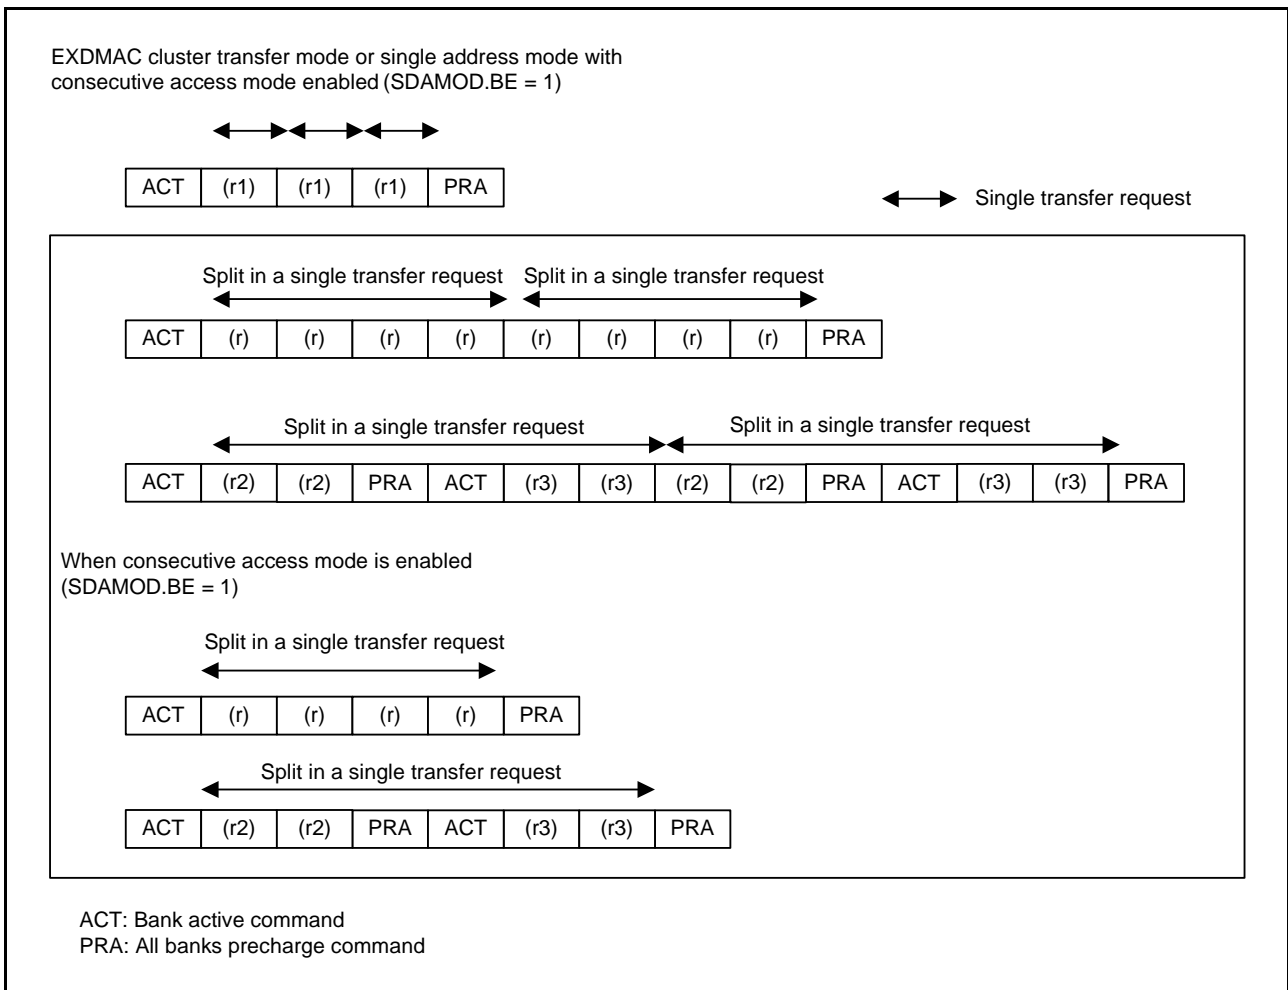 EXDMAC cluster transfer mode or single address mode with
consecutive access mode enabled (SDAMOD.BE = 1)
ACT (r1) (r1) (r1) PRA
Single transfer request
Split in a single transfer request Split in a single transfer request
ACT (r) (r) (r) (r) (r) (r) (r) (r) PRA
Split in a single transfer request Split in a single transfer request
ACT (r2) (r2) PRA ACT (r3) (r3) (r2) (r2) PRA ACT (r3) (r3) PRA
When consecutive access mode is enabled
(SDAMOD.BE = 1)
Split in a single transfer request
ACT (r) (r) (r) (r) PRA
Split in a single transfer request
ACT (r2) (r2) PRA ACT (r3) (r3) PRA
ACT: Bank active command
PRA: All banks precharge command